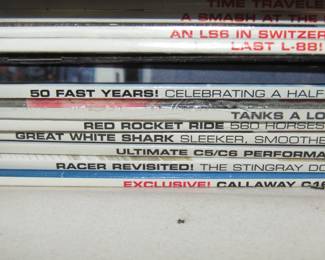 TIME TRAVELE
A SMASH AT THE
AN LS6 IN SWITZER
LAST L-88!
50 FAST YEARS! CELEBRATING A HALF
TANKS A LO
RED ROCKET RIDE 560 HORSES
GREAT WHITE SHARK SLEEKER, SMOOTHE
ULTIMATE C5/C6 PERFORMA
RACER REVISITED! THE STINGRAY DO
EXCLUSIVE! CALLAWAY C16